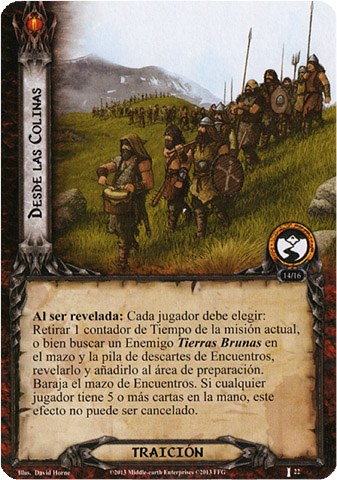 DESDE LAS COLINAS
14/16
Al ser revelada: Cada jugador debe elegir:
Retirar 1 contador de Tiempo de la misión actual,
o bien buscar un Enemigo Tierras Brunas en
el mazo y la pila de descartes de Encuentros,
revelarlo y añadirlo al área de preparación.
Baraja el mazo de Encuentros. Si cualquier
jugador tiene 5 o más cartas en la mano, este
efecto no puede ser cancelado.
TRAICIÓN
Illus. David Horne
©2013 Middle-earth Enterprises ©2013 FFG
22